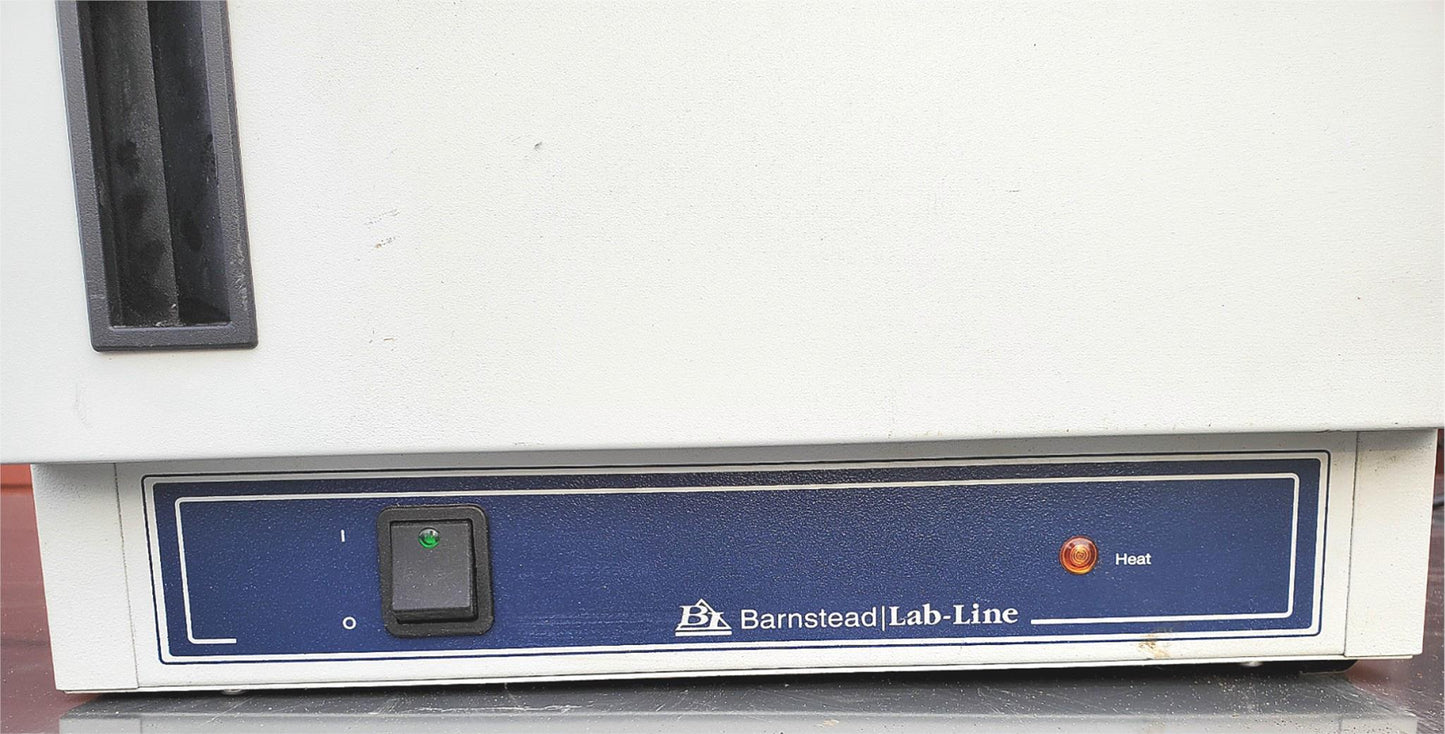 I
O
BL Barnstead|Lab-Line
Heat